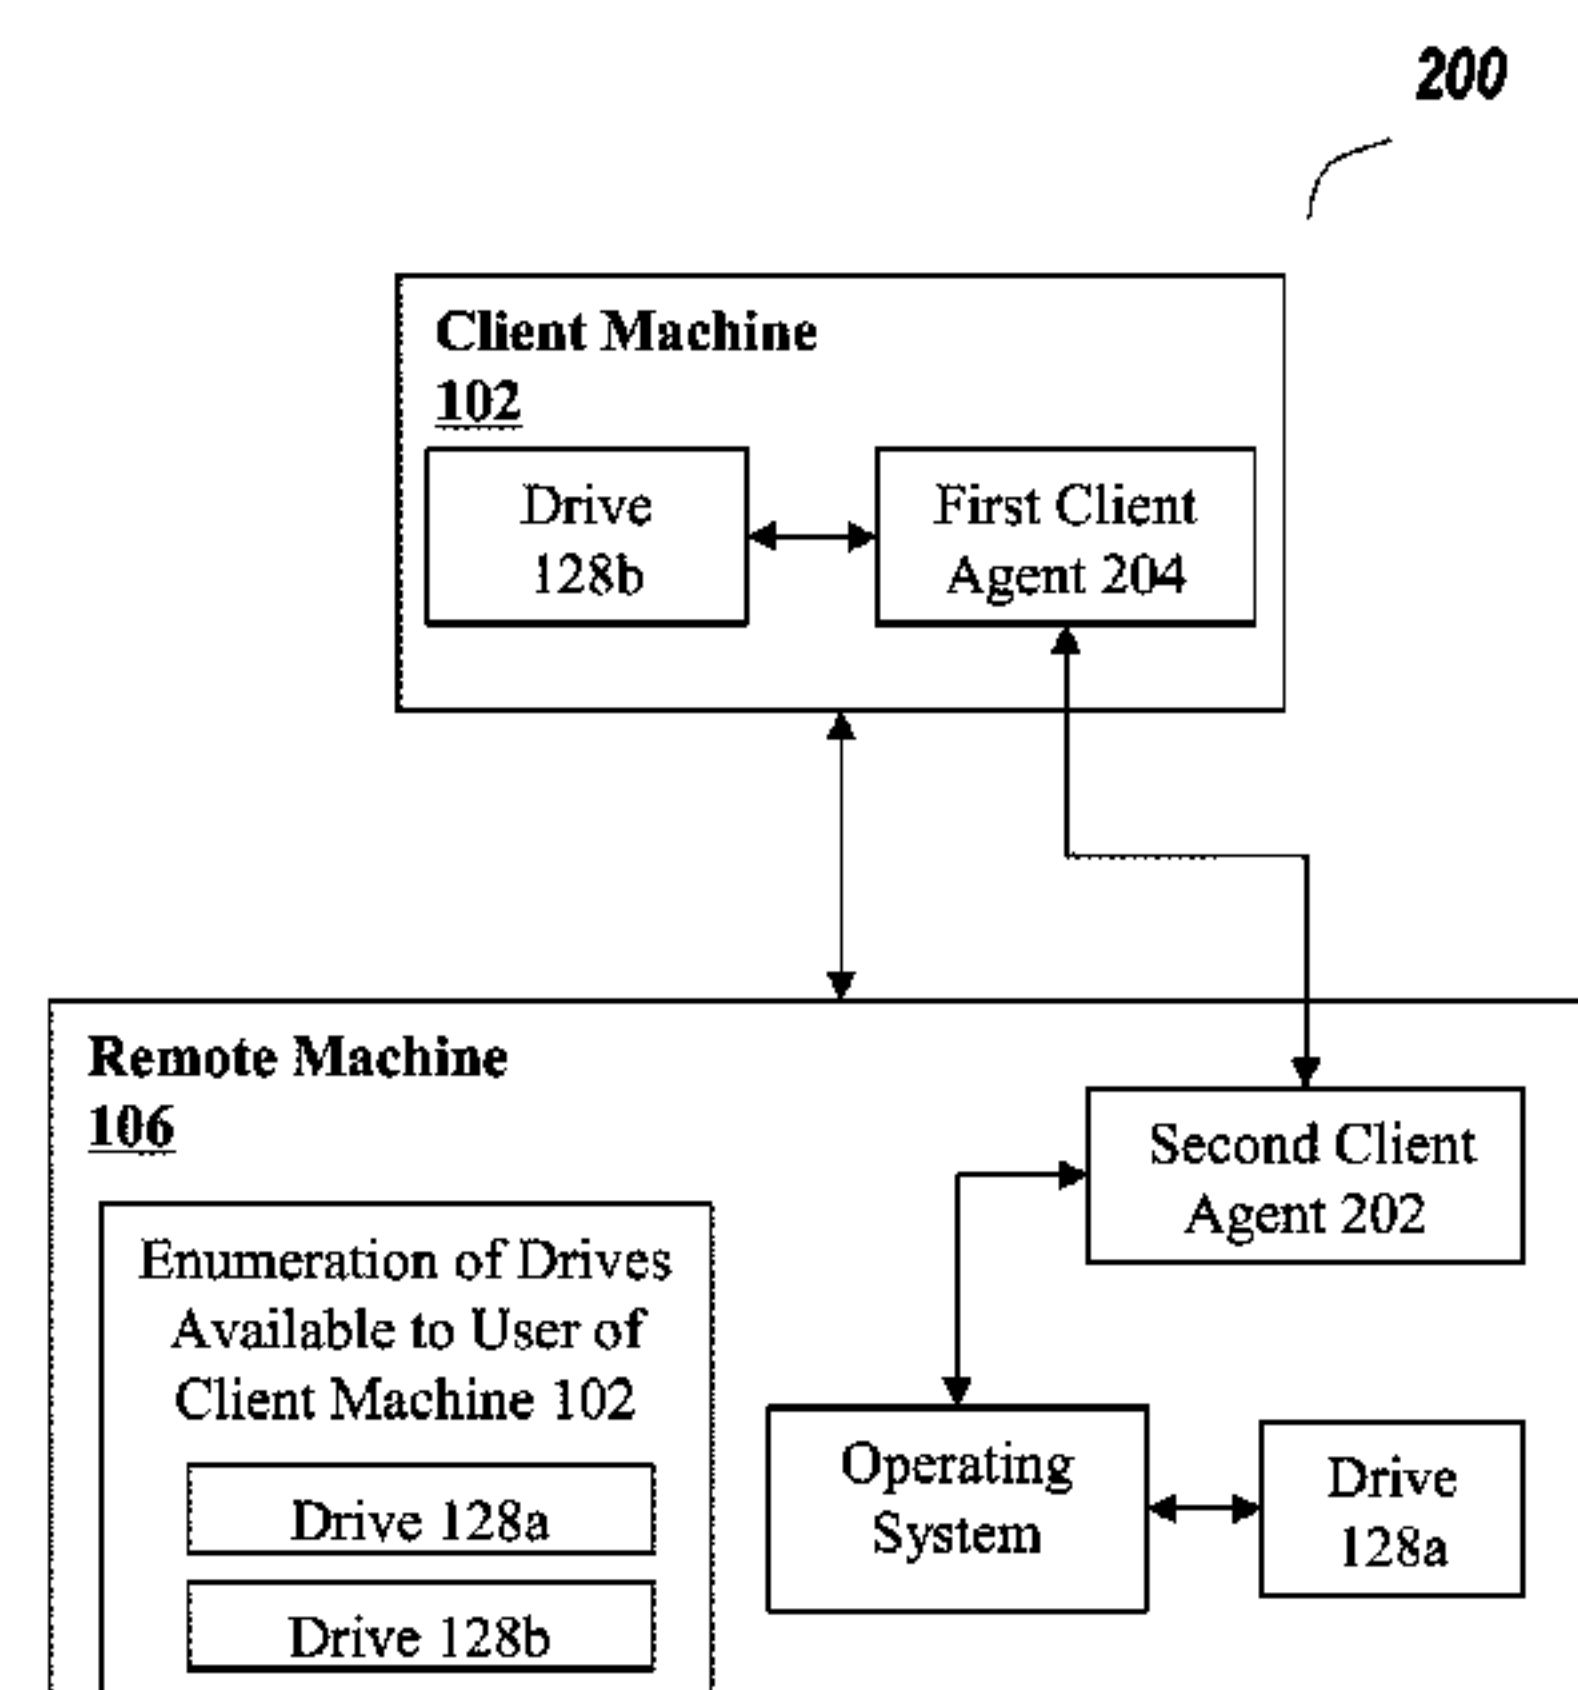 200
Client Machine
102
Drive
128b
First Client
Agent 204
Remote Machine
106
Second Client
Agent 202
Enumeration of Drives
Available to User of
Client Machine 102
Drive 128a
Drive 128b
Operating
System
Drive
128a